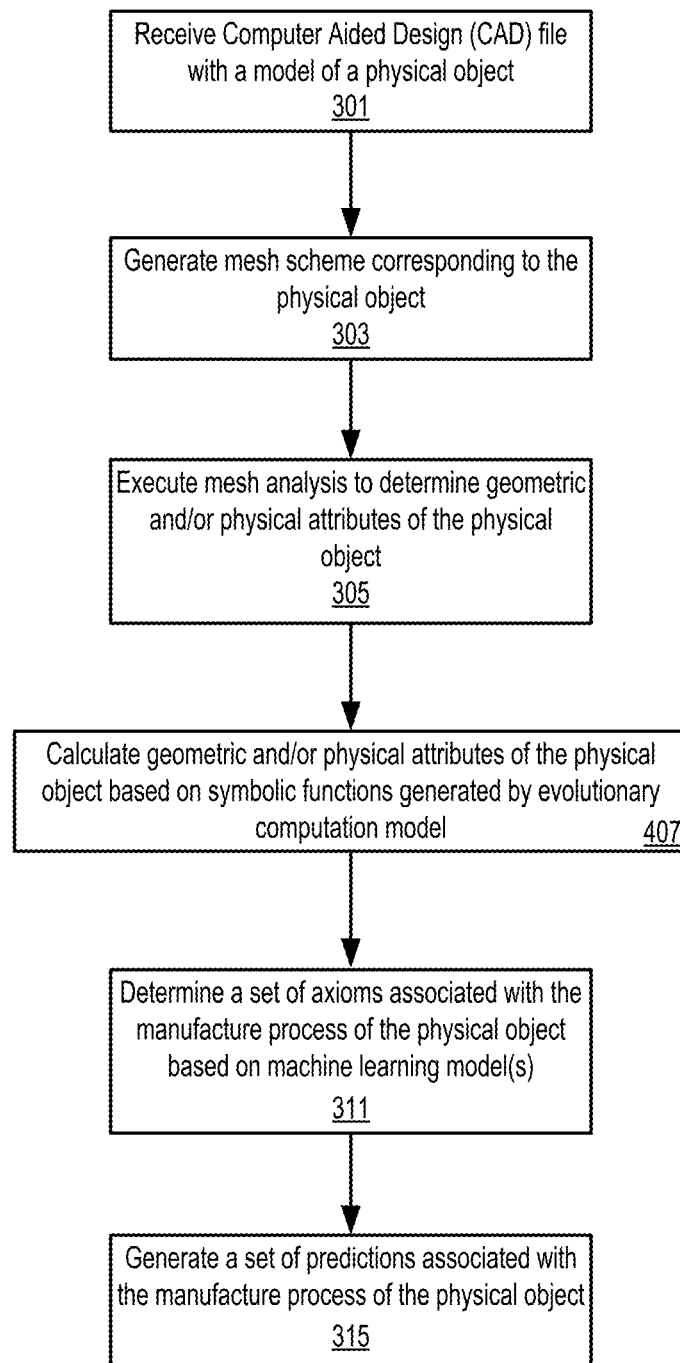 Receive Computer Aided Design (CAD) file
with a model of a physical object
301
Generate mesh scheme corresponding to the
physical object
303
Execute mesh analysis to determine geometric
and/or physical attributes of the physical
object
305
Calculate geometric and/or physical attributes of the physical
object based on symbolic functions generated by evolutionary
computation model
407
Determine a set of axioms associated with the
manufacture process of the physical object
based on machine learning model(s)
311
Generate a set of predictions associated with
the manufacture process of the physical object
315